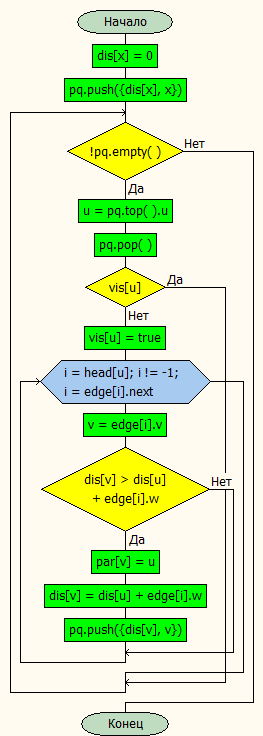 Начало
dis[x] = 0
pq.push({dis[x], x})
!pq.empty( )
Нет
Да
u = pq.top( ).u
pq.pop( )
vis[u]
Да
Нет
vis[u] = true
i = head[u]; i != -1;
i = edge[i].next
v = edge[i].v
dis[v] > dis[u]
+ edge[i].w
Нет
Да
par[v] = u
dis[v] = dis[u] + edge[i].w
pq.push({dis[v], v})
Конец